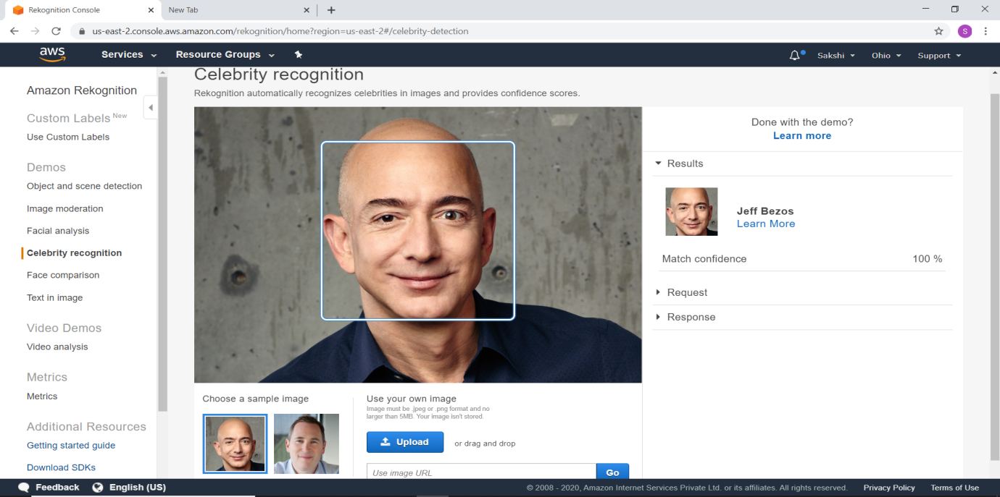 Rekognition Console
New Tab
us-east-2.console.aws.amazon.com/rekognition/home?region=us-east-2#/celebrity-detection
S
aws
Services
Resource Groups
Sakshi
Ohio
Support
Amazon Rekognition
Custom Labels New
Use Custom Labels
Demos
Object and scene detection
Image moderation
Facial analysis
Celebrity recognition
Face comparison
Text in image
Video Demos
Video analysis
Metrics
Metrics
Additional Resources
Getting started guide
Download SDKs
Celebrity recognition
Rekognition automatically recognizes celebrities in images and provides confidence scores.
Choose a sample image
Use your own image
Image must be .jpeg or .png format and no
larger than 5MB. Your image isn't stored.
Upload
or drag and drop
Use image URL
Go
Done with the demo?
Learn more
Results
Jeff Bezos
Learn More
Match confidence 100 %
Request
Response
Feedback
English (US)
© 2008 - 2020, Amazon Internet Services Private Ltd. or its affiliates. All rights reserved.
Privacy Policy
Terms of Use